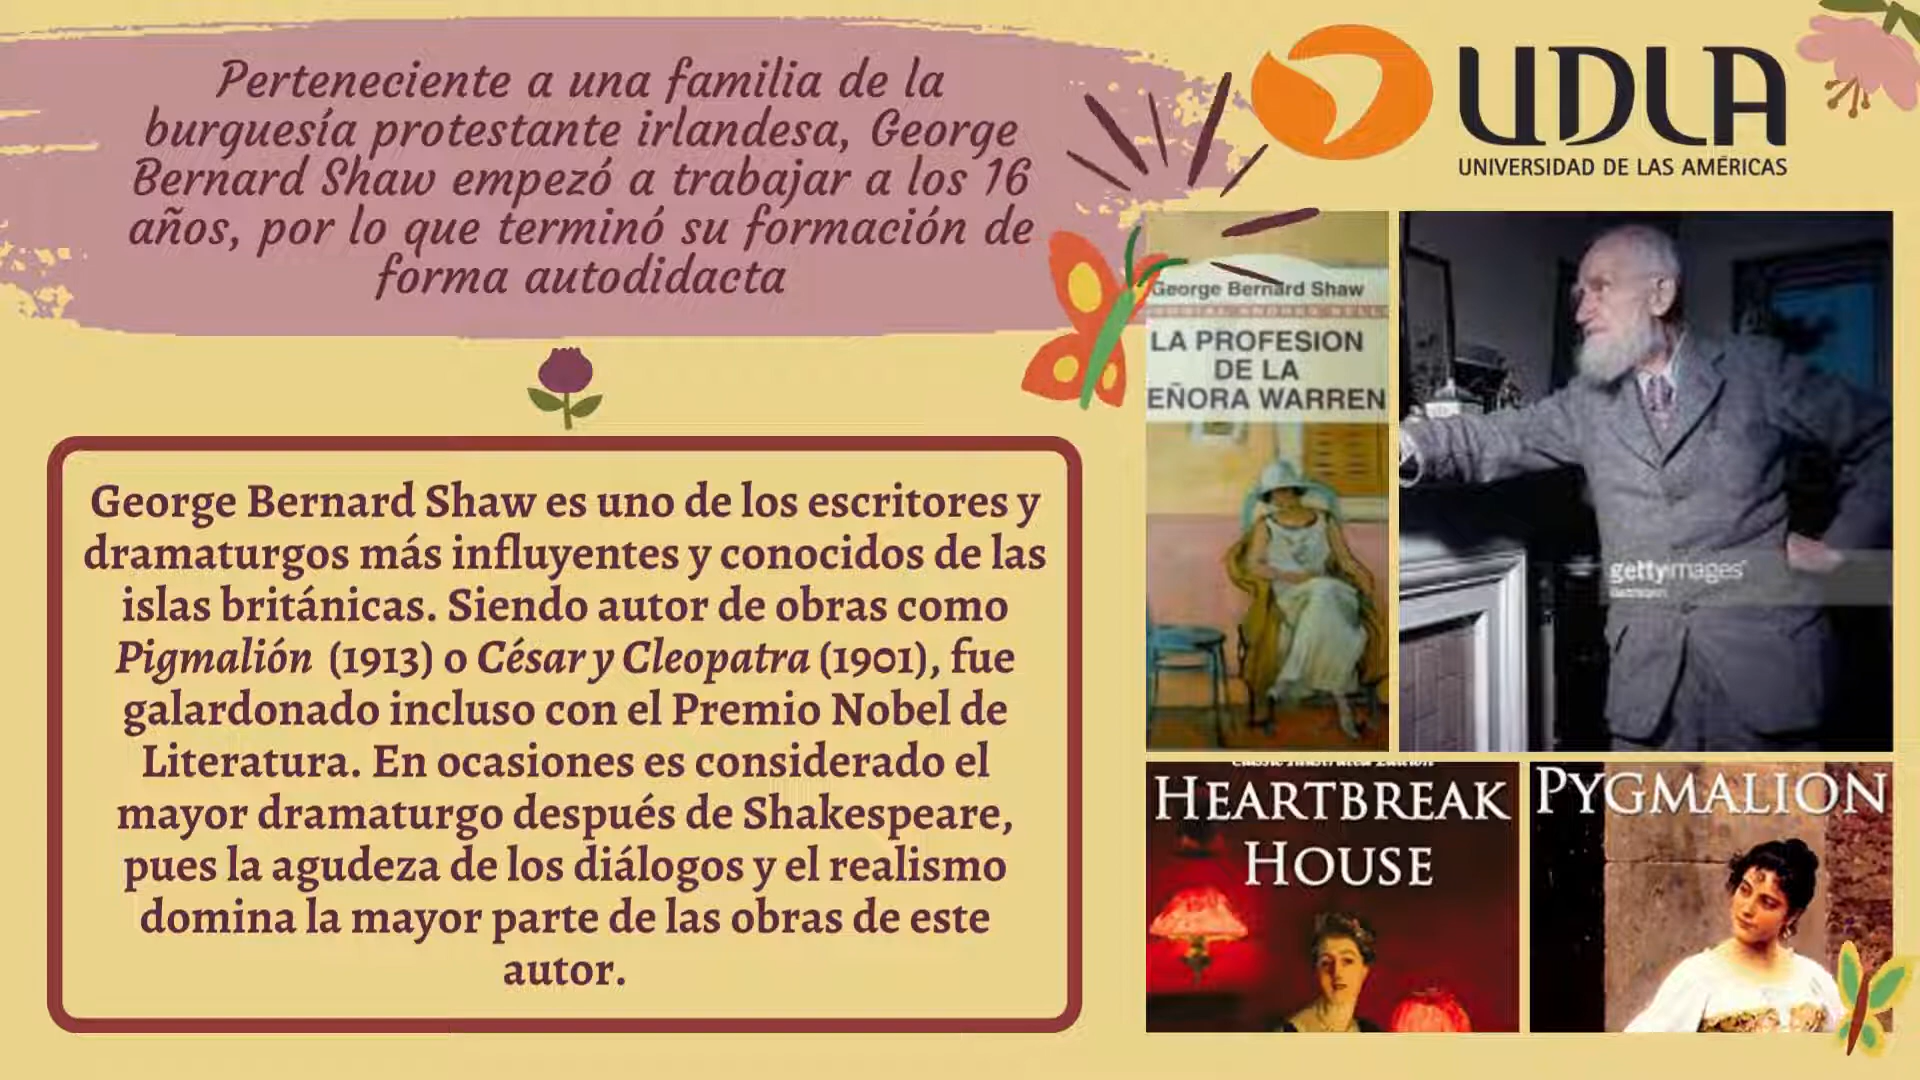 Perteneciente a una familia de la
burguesía protestante irlandesa, George
Bernard Shaw empezó a trabajar a los 16
años, por lo que terminó su formación de
forma autodidacta
UDLA
UNIVERSIDAD DE LAS AMÉRICAS
George Bernard Shaw es uno de los escritores y
dramaturgos más influyentes y conocidos de las
islas británicas. Siendo autor de obras como
Pigmalión (1913) o César y Cleopatra (1901), fue
galardonado incluso con el Premio Nobel de
Literatura. En ocasiones es considerado el
mayor dramaturgo después de Shakespeare,
pues la agudeza de los diálogos y el realismo
domina la mayor parte de las obras de este
autor.
George Bernard Shaw
LA PROFESION
DE LA
EÑORA WARREN
gettyimages
HEARTBREAK
HOUSE
PYGMALION